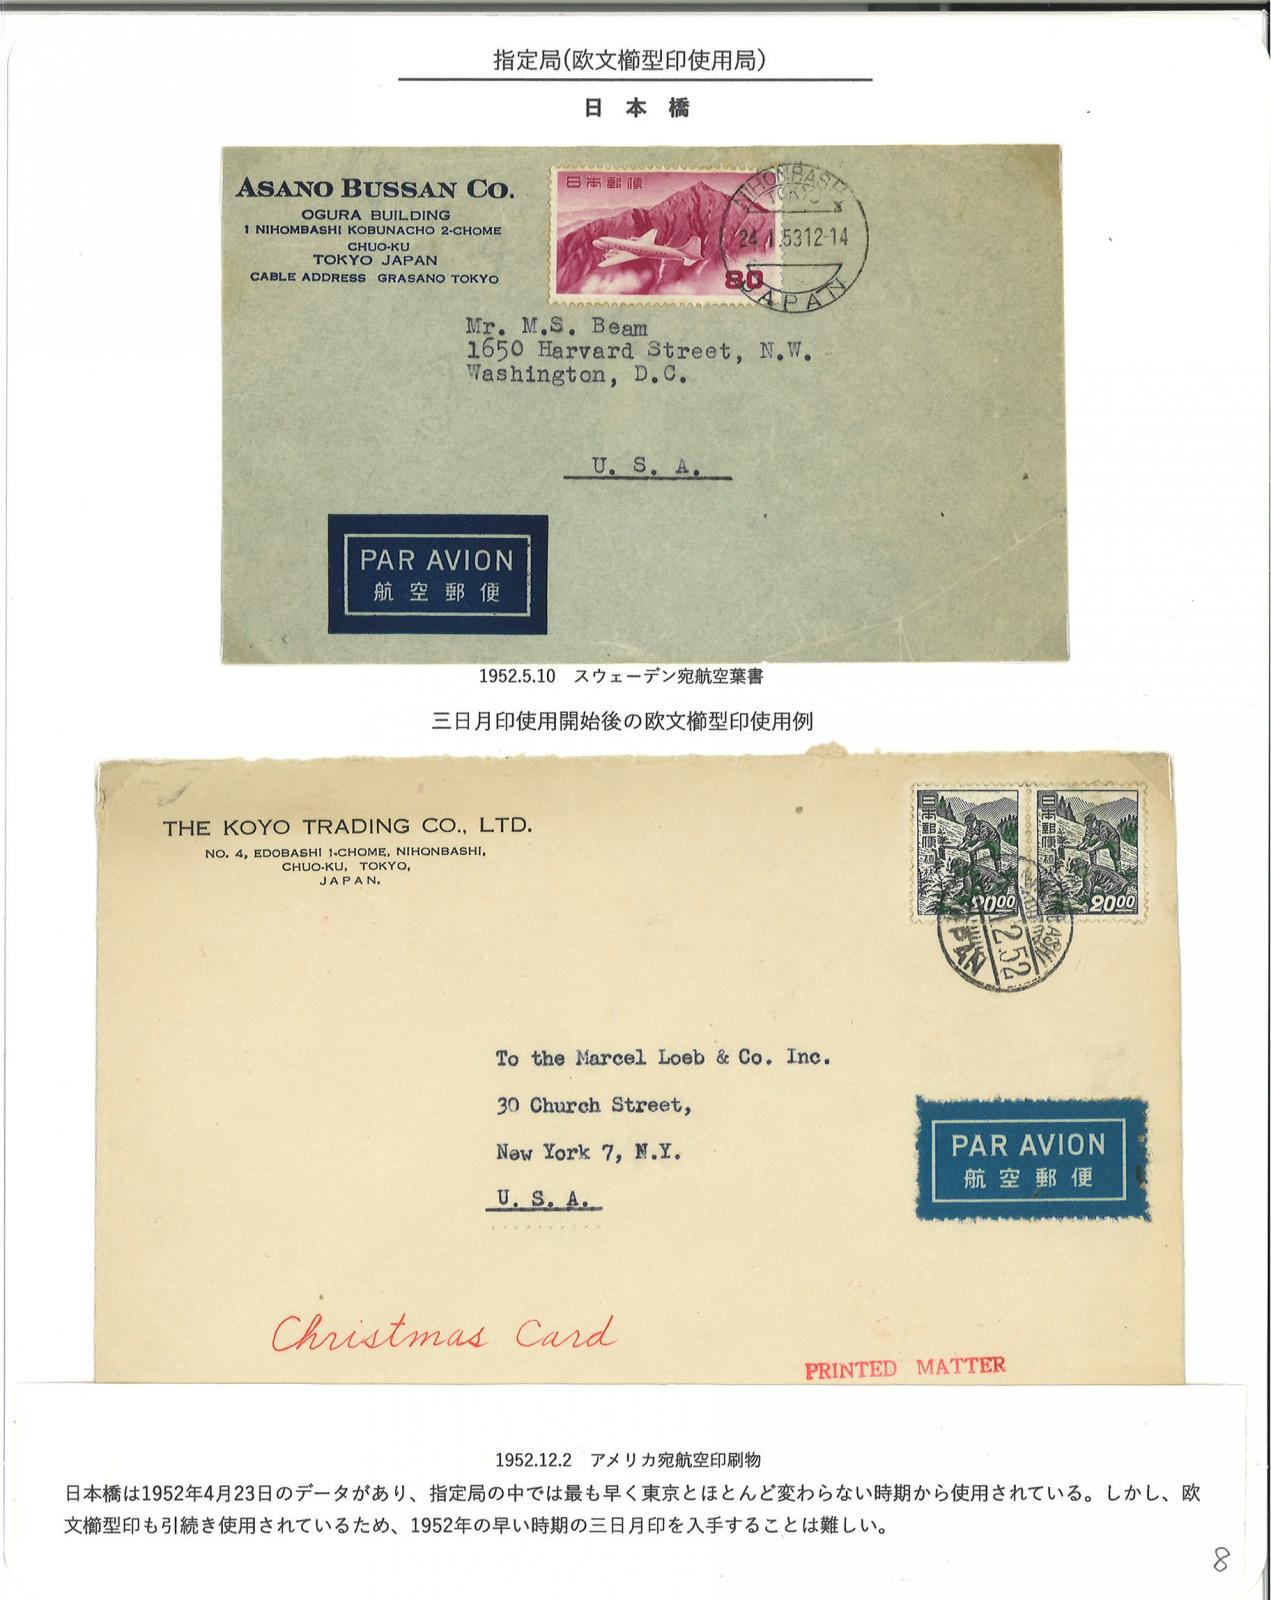 指定局(欧文櫛型印使用局)
日 本 橋
ASANO BUSSAN CO.
OGURA BUILDING
1 NIHOMBASHI KOBUNACHO 2-CHOME
CHUO-KU
TOKYO JAPAN
CABLE ADDRESS GRASANO TOKYO
日本郵便
80
NIHONBASHI
TOKYO
24.1.53 12-14
JAPAN
Mr. M.S. Beam
1650 Harvard Street, N.W.
Washington, D.C.
U. S. A.
PAR AVION
航空郵便
1952.5.10 スウェーデン宛航空葉書
三日月印使用開始後の欧文櫛型印使用例
THE KOYO TRADING CO., LTD.
NO. 4, EDOBASHI 1-CHOME, NIHONBASHI,
CHUO-KU, TOKYO,
JAPAN.
日本郵便
20.00
日本郵便
20.00
2.52
To the Marcel Loeb & Co. Inc.
30 Church Street,
New York 7, N.Y.
U. S. A.
PAR AVION
航空郵便
Christmas Card
PRINTED MATTER
1952.12.2 アメリカ宛航空印刷物
日本橋は1952年4月23日のデータがあり、指定局の中では最も早く東京とほとんど変わらない時期から使用されている。しかし、欧
文櫛型印も引続き使用されているため、1952年の早い時期の三日月印を入手することは難しい。
8